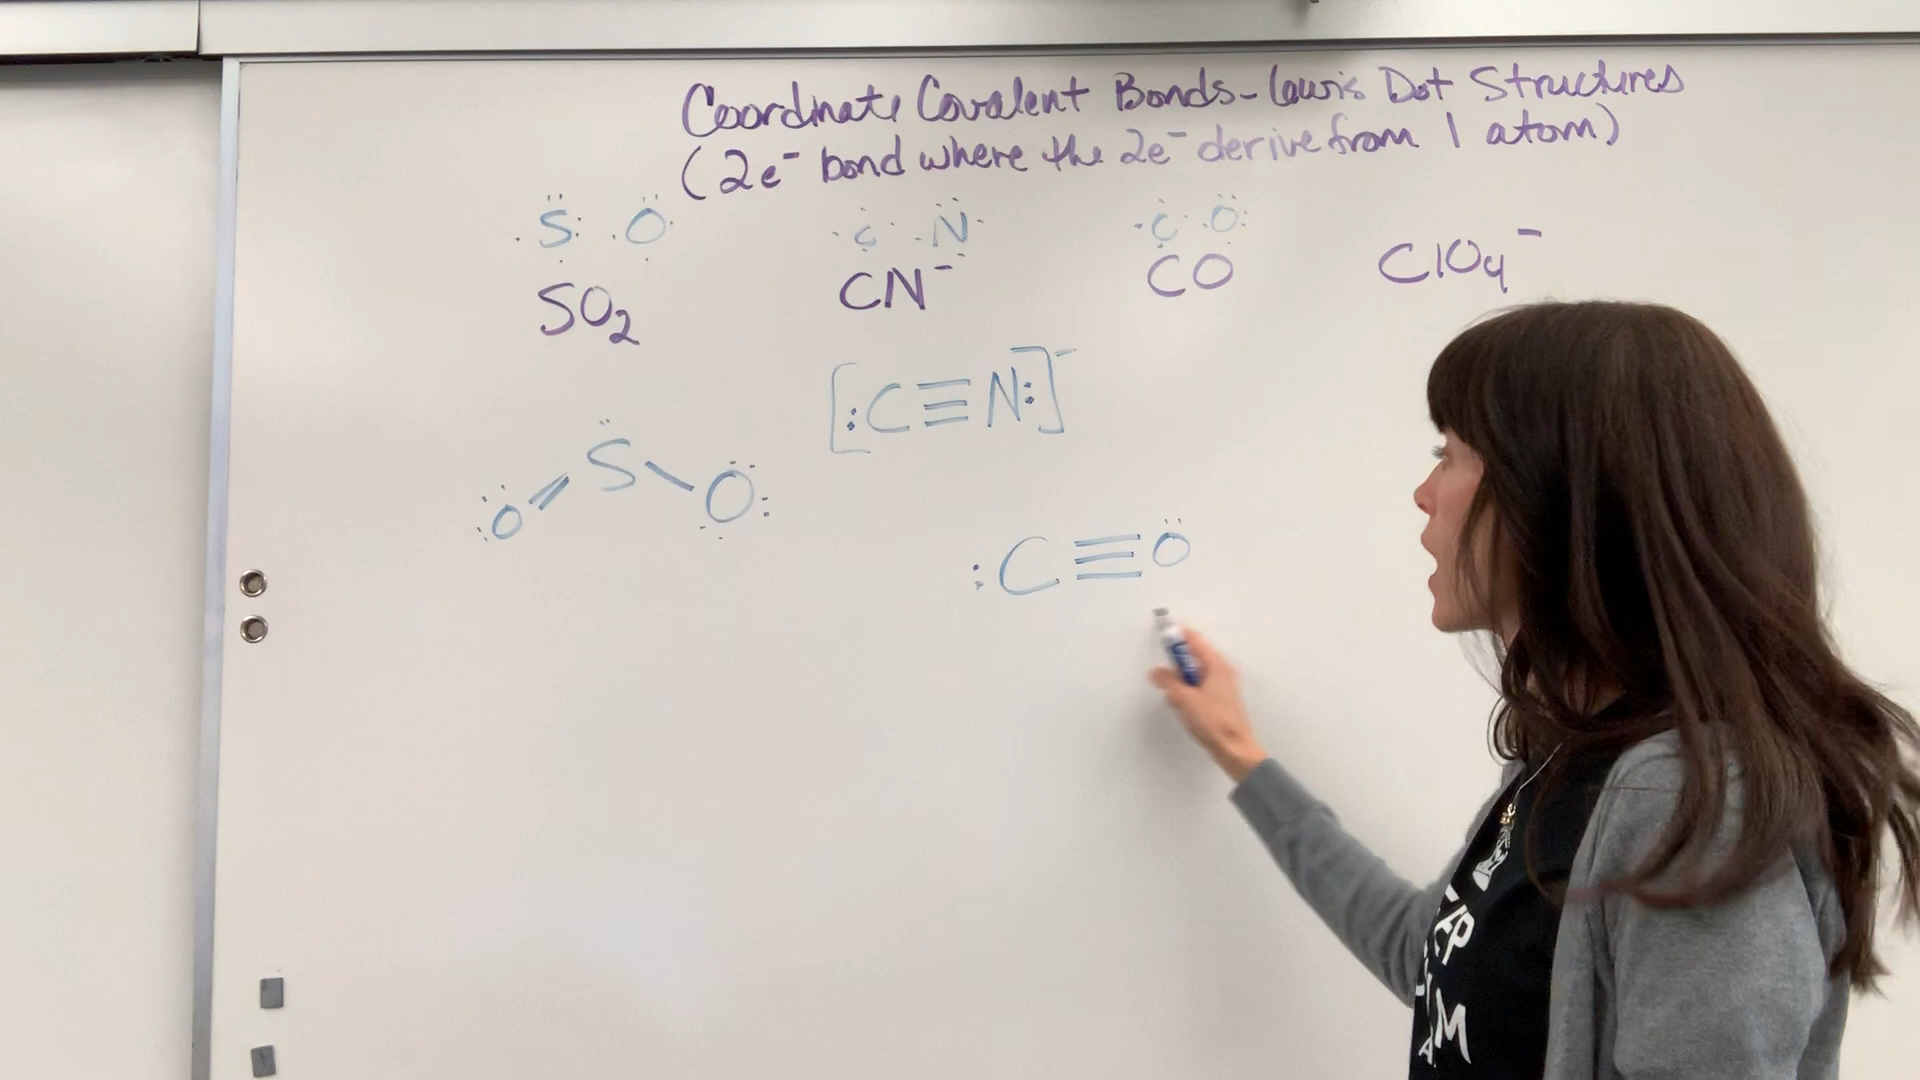 Coordinate Covalent Bonds - Lewis Dot Structures
(2e⁻ bond where the 2e⁻ derive from 1 atom)
S O
C N
C O
SO₂
CN⁻
CO
ClO₄⁻
[:C≡N:]⁻
O=S-O
:C≡O